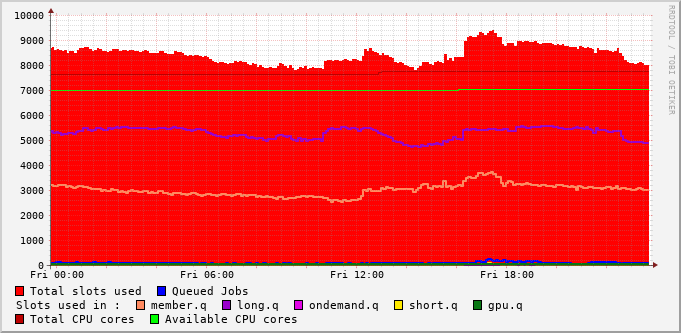 RRDTOOL / TOBI OETIKER
10000
9000
8000
7000
6000
5000
4000
3000
2000
1000
0
Fri 00:00 Fri 06:00 Fri 12:00 Fri 18:00
Total slots used Queued Jobs
Slots used in : member.q long.q ondemand.q short.q gpu.q
Total CPU cores Available CPU cores